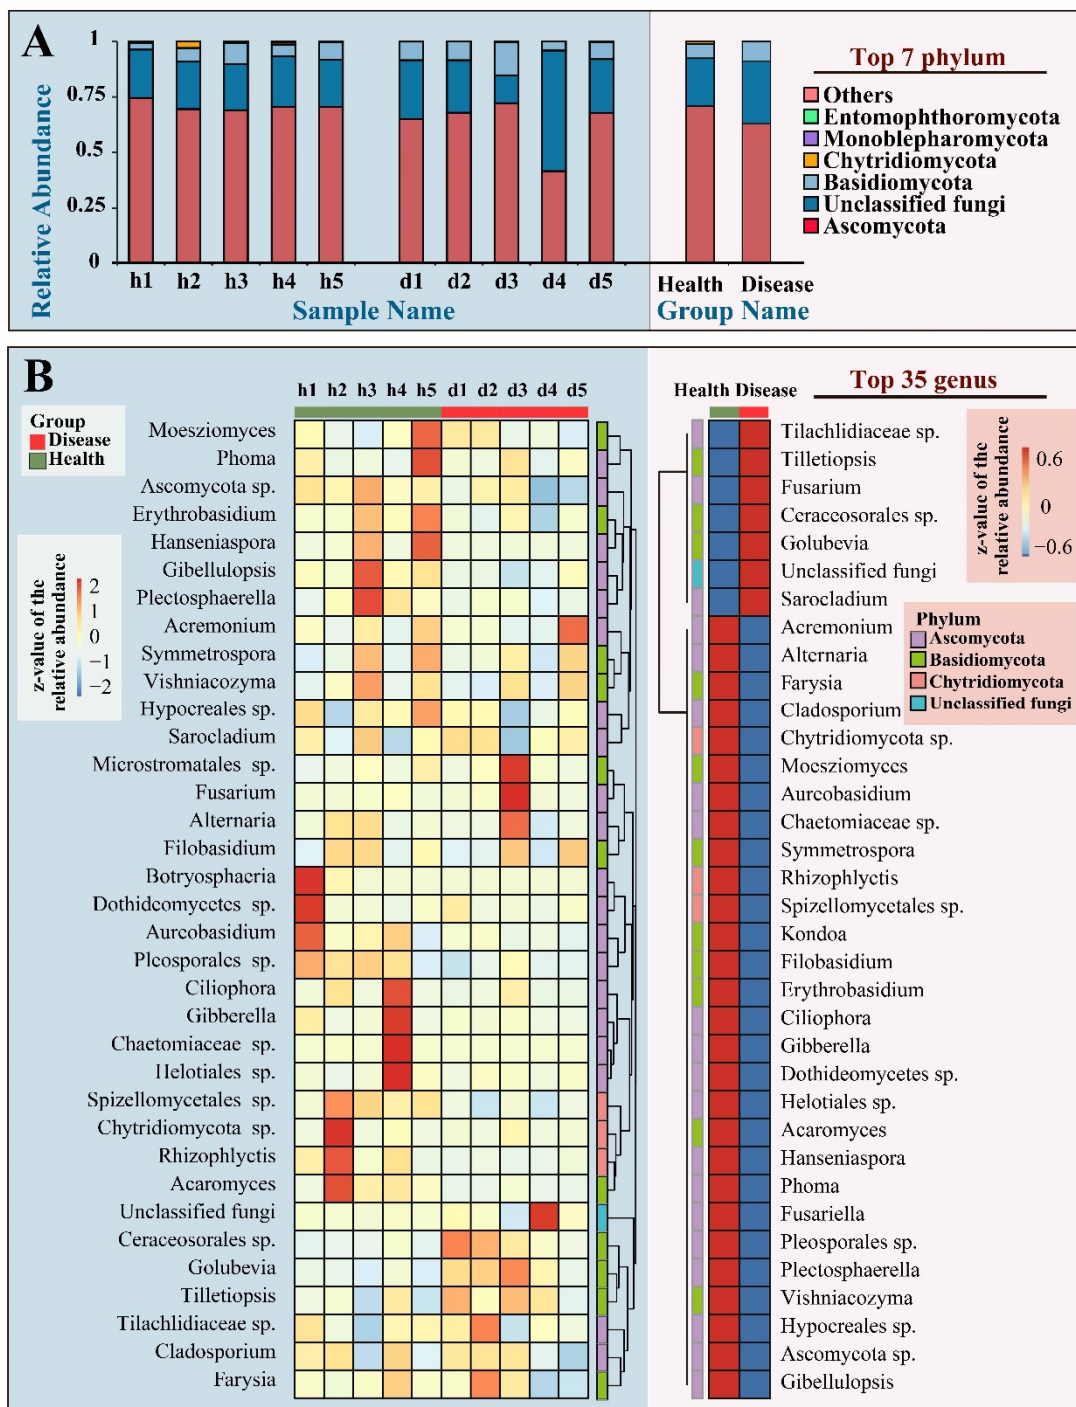 A
Relative Abundance
1
0.75
0.5
0.25
0
h1 h2 h3 h4 h5 d1 d2 d3 d4 d5
Sample Name
Health Disease
Group Name
Top 7 phylum
Others
Entomophthoromycota
Monoblepharomycota
Chytridiomycota
Basidiomycota
Unclassified fungi
Ascomycota
B
Group
Disease
Health
z-value of the
relative abundance
2
1
0
−1
−2
h1 h2 h3 h4 h5 d1 d2 d3 d4 d5
Moesziomyces
Phoma
Ascomycota sp.
Erythrobasidium
Hanseniaspora
Gibellulopsis
Plectosphaerella
Acremonium
Symmetrospora
Vishniacozyma
Hypocreales sp.
Sarocladium
Microstromatales sp.
Fusarium
Alternaria
Filobasidium
Botryosphaeria
Dothideomycetes sp.
Aurcobasidium
Pleosporales sp.
Ciliophora
Gibberella
Chaetomiaceae sp.
Helotiales sp.
Spizellomycetales sp.
Chytridiomycota sp.
Rhizophlyctis
Acaromyces
Unclassified fungi
Ceraceosorales sp.
Golubevia
Tilletiopsis
Tilachlidiaceae sp.
Cladosporium
Farysia
Health Disease
Top 35 genus
Tilachlidiaceae sp.
Tilletiopsis
Fusarium
Ceraceosorales sp.
Golubevia
Unclassified fungi
Sarocladium
Acremonium
Alternaria
Farysia
Cladosporium
Chytridiomycota sp.
Moesziomyces
Aurcobasidium
Chaetomiaceae sp.
Symmetrospora
Rhizophlyctis
Spizellomycetales sp.
Kondoa
Filobasidium
Erythrobasidium
Ciliophora
Gibberella
Dothideomycetes sp.
Helotiales sp.
Acaromyces
Hanseniaspora
Phoma
Fusariella
Pleosporales sp.
Plectosphaerella
Vishniacozyma
Hypocreales sp.
Ascomycota sp.
Gibellulopsis
z-value of the
relative abundance
0.6
0
−0.6
Phylum
Ascomycota
Basidiomycota
Chytridiomycota
Unclassified fungi